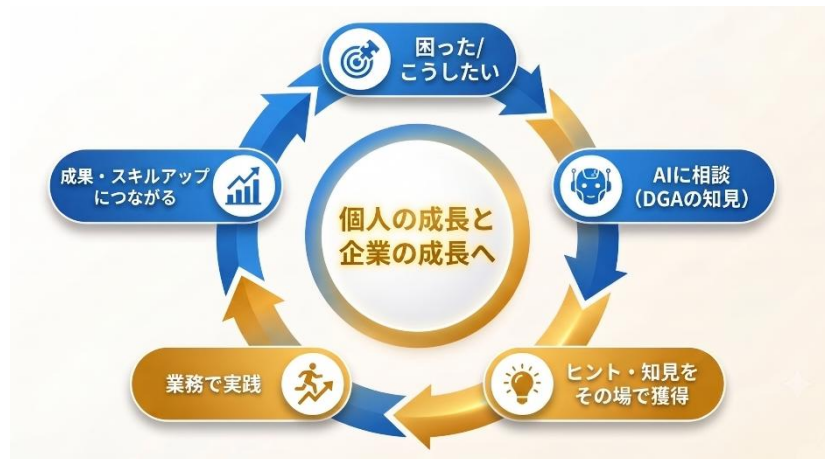 困った/
こうしたい
AIに相談
（DGAの知見）
ヒント・知見を
その場で獲得
業務で実践
成果・スキルアップ
につながる
個人の成長と
企業の成長へ